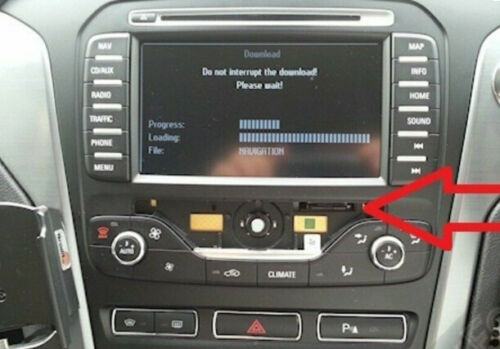 Download
Do not interrupt the download!
Please wait!
Progress:
Loading:
File: NAVIGATION
NAV
CD/AUX
RADIO
TRAFFIC
PHONE
MENU
MAP
INFO
HOME
SOUND
AUTO
CLIMATE
AC
P